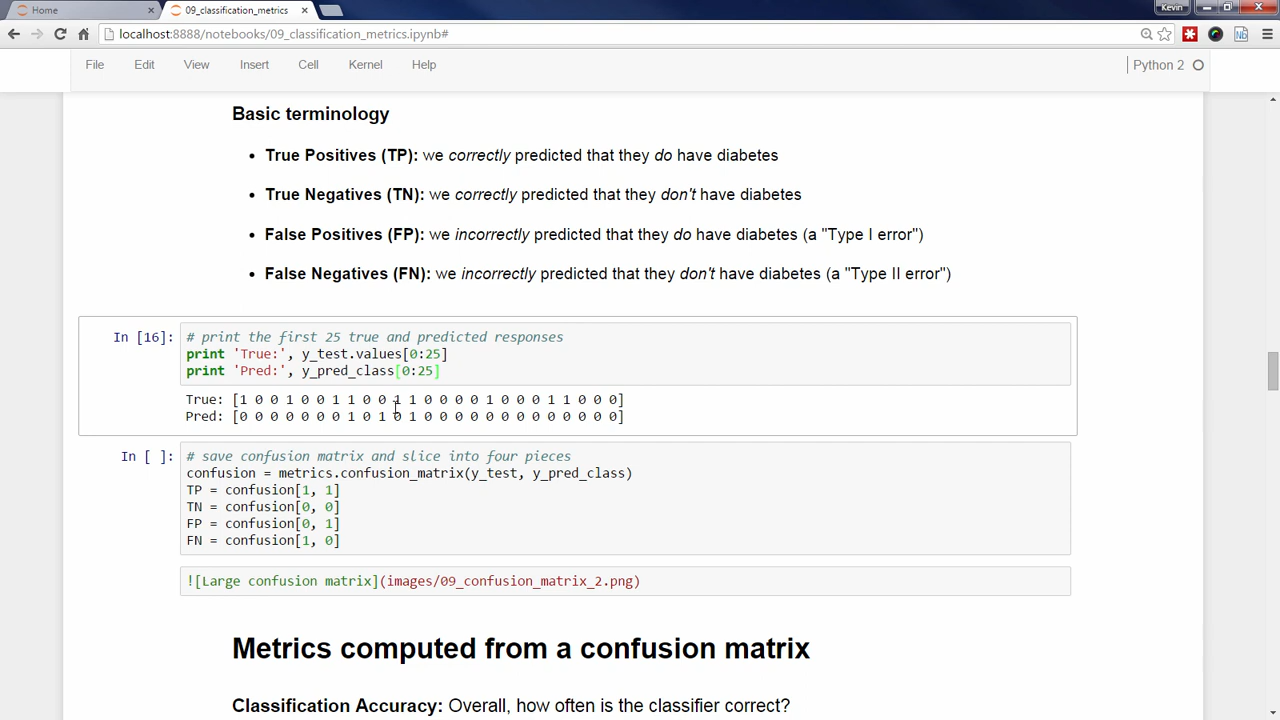 Home
09_classification_metrics
Kevin
localhost:8888/notebooks/09_classification_metrics.ipynb#
File Edit View Insert Cell Kernel Help Python 2
Basic terminology
• True Positives (TP): we correctly predicted that they do have diabetes
• True Negatives (TN): we correctly predicted that they don't have diabetes
• False Positives (FP): we incorrectly predicted that they do have diabetes (a "Type I error")
• False Negatives (FN): we incorrectly predicted that they don't have diabetes (a "Type II error")
In [16]: # print the first 25 true and predicted responses
print 'True:', y_test.values[0:25]
print 'Pred:', y_pred_class[0:25]
True: [1 0 0 1 0 0 1 1 0 0 1 1 0 0 0 0 1 0 0 0 1 1 0 0 0]
Pred: [0 0 0 0 0 0 0 1 0 1 0 1 0 0 0 0 0 0 0 0 0 0 0 0 0]
In [ ]: # save confusion matrix and slice into four pieces
confusion = metrics.confusion_matrix(y_test, y_pred_class)
TP = confusion[1, 1]
TN = confusion[0, 0]
FP = confusion[0, 1]
FN = confusion[1, 0]
![Large confusion matrix](images/09_confusion_matrix_2.png)
Metrics computed from a confusion matrix
Classification Accuracy: Overall, how often is the classifier correct?